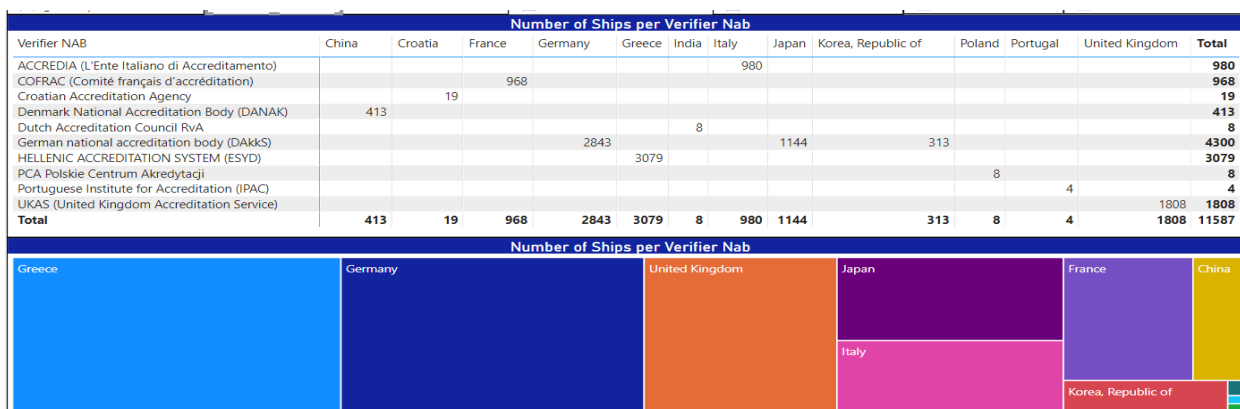 Number of Ships per Verifier Nab
Verifier NAB China Croatia France Germany Greece India Italy Japan Korea, Republic of Poland Portugal United Kingdom Total
ACCREDIA (L'Ente Italiano di Accreditamento) 980 980
COFRAC (Comité français d'accréditation) 968 968
Croatian Accreditation Agency 19 19
Denmark National Accreditation Body (DANAK) 413 413
Dutch Accreditation Council RvA 8 8
German national accreditation body (DAkkS) 2843 1144 313 4300
HELLENIC ACCREDITATION SYSTEM (ESYD) 3079 3079
PCA Polskie Centrum Akredytacji 8 8
Portuguese Institute for Accreditation (IPAC) 4 4
UKAS (United Kingdom Accreditation Service) 1808 1808
Total 413 19 968 2843 3079 8 980 1144 313 8 4 1808 11587
Number of Ships per Verifier Nab
Greece Germany United Kingdom Japan France China
Italy
Korea, Republic of